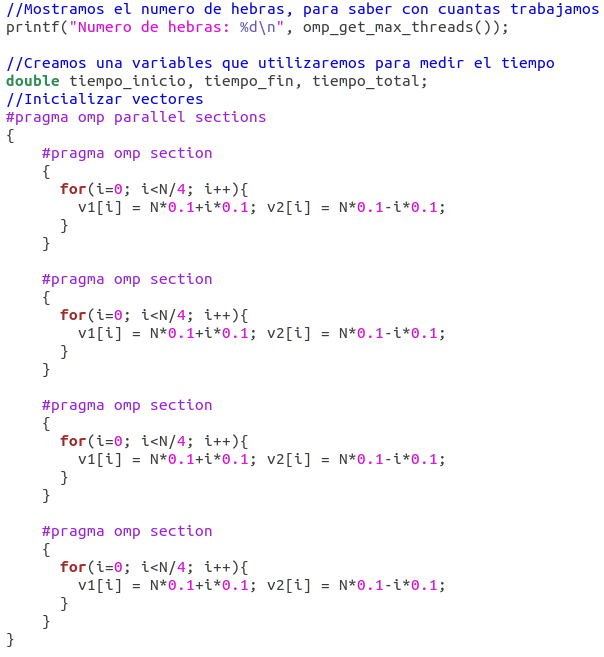 //Mostramos el numero de hebras, para saber con cuantas trabajamos
printf("Numero de hebras: %d\n", omp_get_max_threads());

//Creamos una variables que utilizaremos para medir el tiempo
double tiempo_inicio, tiempo_fin, tiempo_total;
//Inicializar vectores
#pragma omp parallel sections
{
    #pragma omp section
    {
      for(i=0; i<N/4; i++){
        v1[i] = N*0.1+i*0.1; v2[i] = N*0.1-i*0.1;
      }
    }

    #pragma omp section
    {
      for(i=0; i<N/4; i++){
        v1[i] = N*0.1+i*0.1; v2[i] = N*0.1-i*0.1;
      }
    }

    #pragma omp section
    {
      for(i=0; i<N/4; i++){
        v1[i] = N*0.1+i*0.1; v2[i] = N*0.1-i*0.1;
      }
    }

    #pragma omp section
    {
      for(i=0; i<N/4; i++){
        v1[i] = N*0.1+i*0.1; v2[i] = N*0.1-i*0.1;
      }
    }
}